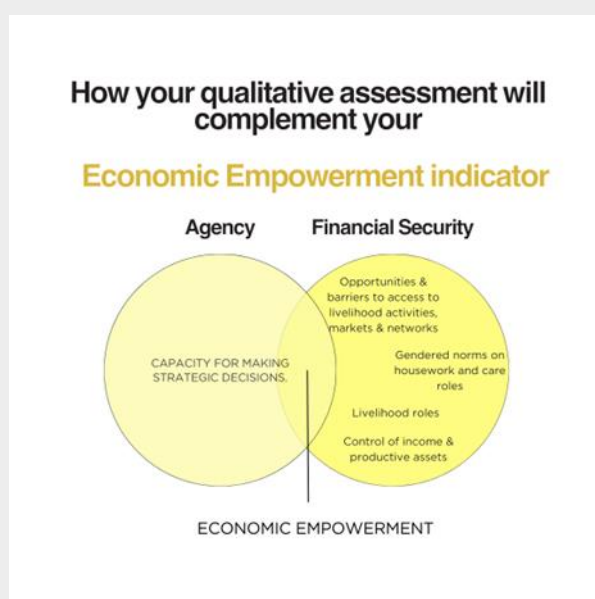 How your qualitative assessment will
complement your
Economic Empowerment indicator
Agency
Financial Security
CAPACITY FOR MAKING
STRATEGIC DECISIONS.
Opportunities &
barriers to access to
livelihood activities,
markets & networks
Gendered norms on
housework and care
roles
Livelihood roles
Control of income &
productive assets
ECONOMIC EMPOWERMENT